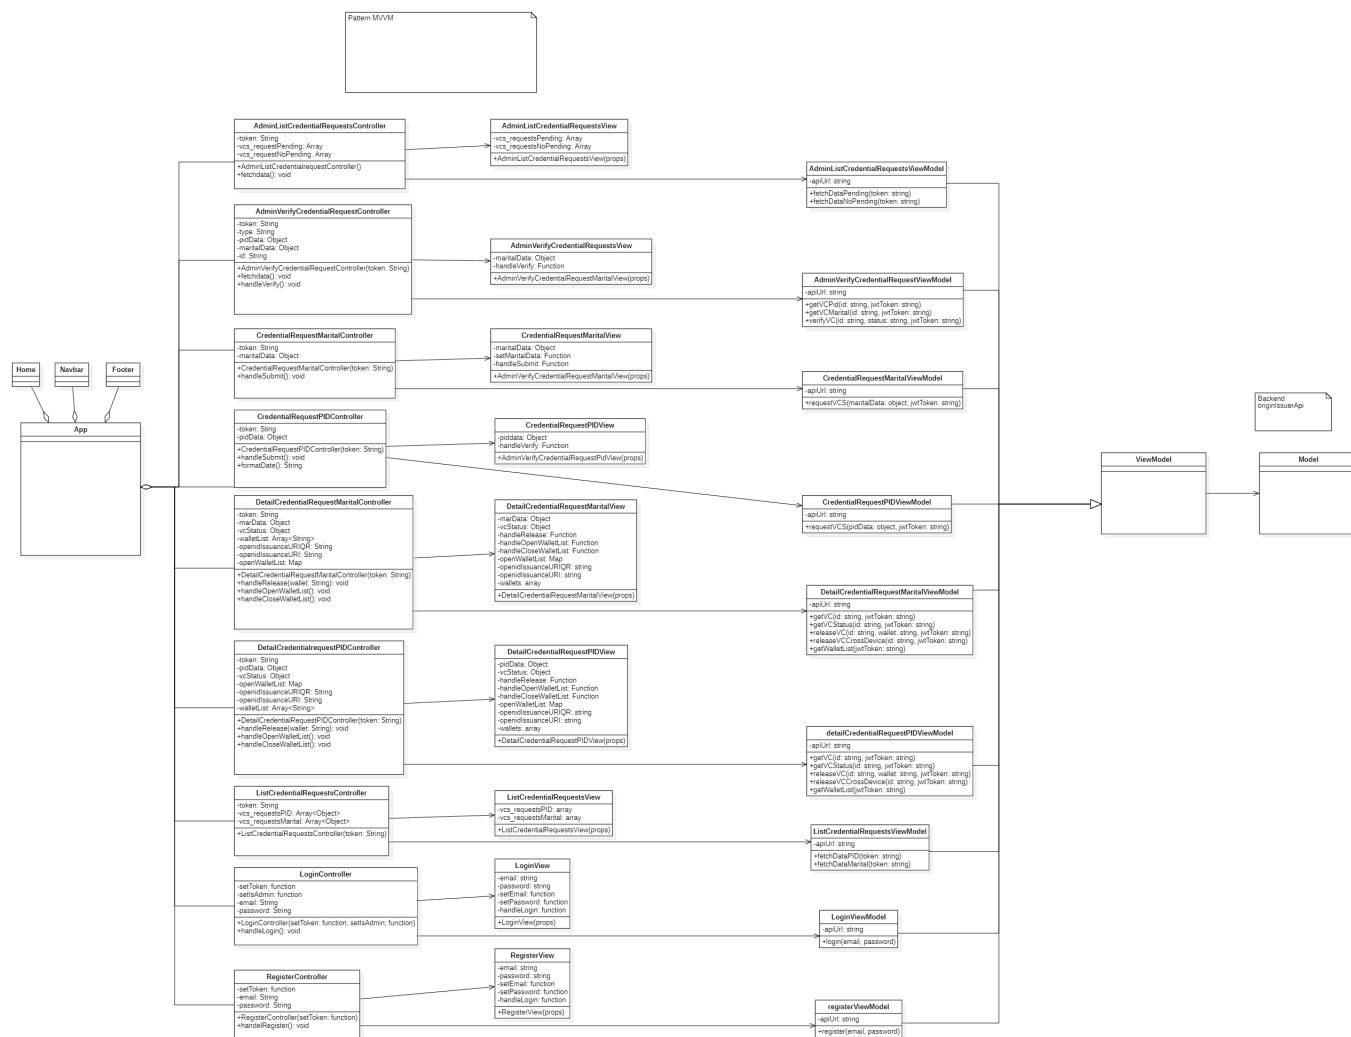 Pattern MVVM
AdminListCredentialRequestsController
-token: String
-vcs_requestPending: Array
-vcs_requestNoPending: Array
+AdminListCredentialrequestController()
+fetchdata(): void
AdminListCredentialRequestsView
-vcs_requestsPending: Array
-vcs_requestsNoPending: Array
+AdminListCredentialRequestsView(props)
AdminListCredentialRequestsViewModel
-apiUrl: string
+fetchDataPending(token: string)
+fetchDataNoPending(token: string)
AdminVerifyCredentialRequestController
-token: String
-type: String
-pidData: Object
-maritalData: Object
-id: String
+AdminVerifyCredentialRequestController(token: String)
+fetchdata(): void
+handleVerify(): void
AdminVerifyCredentialRequestsView
-maritalData: Object
-handleVerify: Function
+AdminVerifyCredentialRequestMaritalView(props)
AdminVerifyCredentialRequestViewModel
-apiUrl: string
+getVCPid(id: string, jwtToken: string)
+getVCMarital(id: string, jwtToken: string)
+verifyVC(id: string, status: string, jwtToken: string)
CredentialRequestMaritalController
-token: String
-maritalData: Object
+CredentialRequestMaritalController(token: String)
+handleSubmit(): void
CredentialRequestMaritalView
-maritalData: Object
-setMaritalData: Function
-handleSubmit: Function
+AdminVerifyCredentialRequestMaritalView(props)
CredentialRequestMaritalViewModel
-apiUrl: string
+requestVCS(maritalData: object, jwtToken: string)
Home
Navbar
Footer
App
Backend
originIssuerApi
CredentialRequestPIDController
-token: Sting
-pidData: Object
+CredentialRequestPIDController(token: String)
+handleSubmit(): void
+formatDate(): String
CredentialRequestPIDView
-piddata: Object
-handleVerify: Function
+AdminVerifyCredentialRequestPidView(props)
CredentialRequestPIDViewModel
-apiUrl: string
+requestVCS(pidData: object, jwtToken: string)
ViewModel
Model
DetailCredentialRequestMaritalController
-token: String
-marData: Object
-vcStatus: Object
-walletList: Array<String>
-openidIssuanceURIQR: String
-openidIssuanceURI: String
-openWalletList: Map
+DetailCredentialRequestMaritalController(token: String)
+handleRelease(wallet: String): void
+handleOpenWalletList(): void
+handleCloseWalletList(): void
DetailCredentialRequestMaritalView
-marData: Object
-vcStatus: Object
-handleRelease: Function
-handleOpenWalletList: Function
-handleCloseWalletList: Function
-openWalletList: Map
-openidIssuanceURIQR: string
-openidIssuanceURI: string
-wallets: array
+DetailCredentialRequestMaritalView(props)
DetailCredentialRequestMaritalViewModel
-apiUrl: string
+getVC(id: string, jwtToken: string)
+getVCStatus(id: string, jwtToken: string)
+releaseVC(id: string, wallet: string, jwtToken: string)
+releaseVCCrossDevice(id: string, jwtToken: string)
+getWalletList(jwtToken: string)
DetailCredentialrequestPIDController
-token: String
-pidData: Object
-vcStatus: Object
-openWalletList: Map
-openidIssuanceURIQR: String
-openidIssuanceURI: String
-walletList: Array<String>
+DetailCredentialRequestPIDController(token: String)
+handleRelease(wallet: String): void
+handleOpenWalletList(): void
+handleCloseWalletList(): void
DetailCredentialRequestPIDView
-pidData: Object
-vcStatus: Object
-handleRelease: Function
-handleOpenWalletList: Function
-handleCloseWalletList: Function
-openWalletList: Map
-openidIssuanceURIQR: string
-openidIssuanceURI: string
-wallets: array
+DetailCredentialRequestPIDView(props)
detailCredentialRequestPIDViewModel
-apiUrl: string
+getVC(id: string, jwtToken: string)
+getVCStatus(id: string, jwtToken: string)
+releaseVC(id: string, wallet: string, jwtToken: string)
+releaseVCCrossDevice(id: string, jwtToken: string)
+getWalletList(jwtToken: string)
ListCredentialRequestsController
-token: String
-vcs_requestsPID: Array<Object>
-vcs_requestsMarital: Array<Object>
+ListCredentialRequestsController(token: String)
ListCredentialRequestsView
-vcs_requestsPID: array
-vcs_requestsMarital: array
+ListCredentialRequestsView(props)
ListCredentialRequestsViewModel
-apiUrl: string
+fetchDataPID(token: string)
+fetchDataMarital(token: string)
LoginController
-setToken: function
-setIsAdmin: function
-email: String
-password: String
+LoginController(setToken: function, setIsAdmin; function)
+handleLogin(): void
LoginView
-email: string
-password: string
-setEmail: function
-setPassword: function
-handleLogin: function
+LoginView(props)
LoginViewModel
-apiUrl: string
+login(email, password)
RegisterController
-setToken: function
-email: String
-password: String
+RegisterController(setToken: function)
+handelRegister(): void
RegisterView
-email: string
-password: string
-setEmail: function
-setPassword: function
-handleLogin: function
+RegisterView(props)
registerViewModel
-apiUrl: string
+register(email, password)